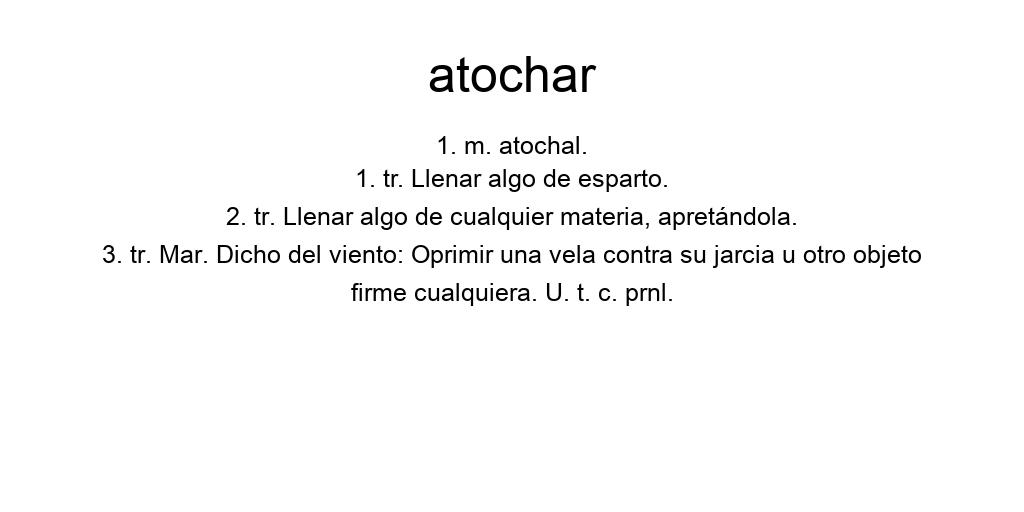 atochar
1. m. atochal.
1. tr. Llenar algo de esparto.
2. tr. Llenar algo de cualquier materia, apretándola.
3. tr. Mar. Dicho del viento: Oprimir una vela contra su jarcia u otro objeto
firme cualquiera. U. t. c. prnl.